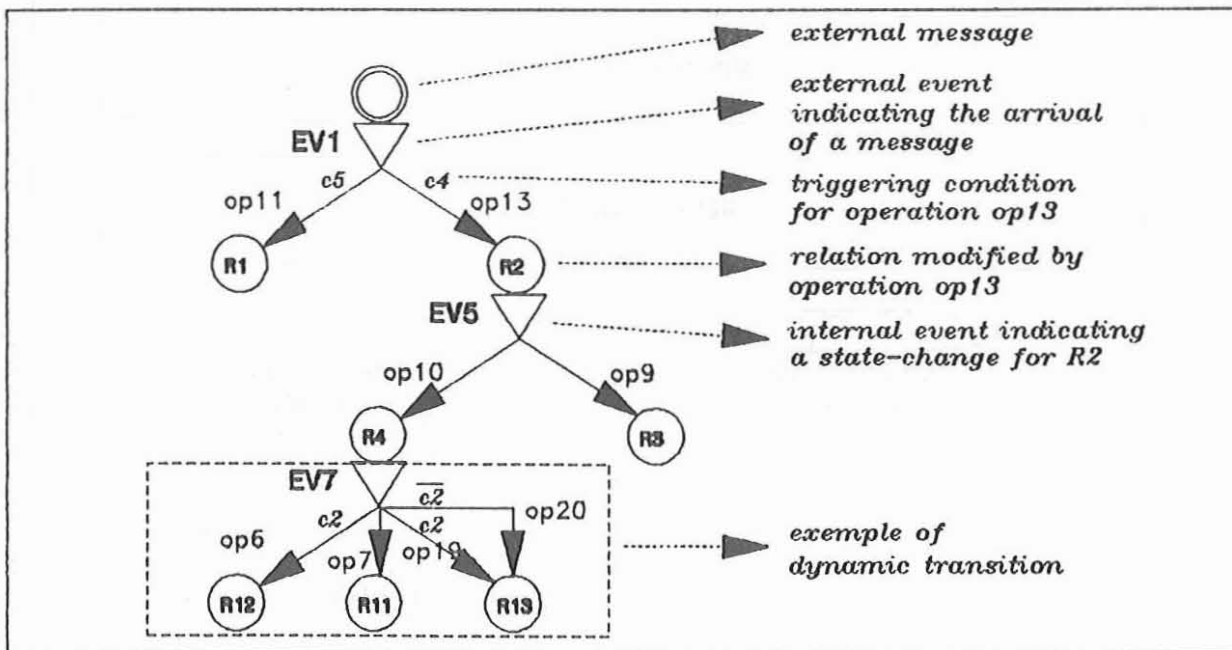 external message
external event
indicating the arrival
of a message
EV1
c5
c4
triggering condition
for operation op13
op11
op13
R1
R2
relation modified by
operation op13
EV5
internal event indicating
a state-change for R2
op10
op9
R4
R3
EV7
c2
c2
c2
op20
op6
op7
op19
exemple of
dynamic transition
R12
R11
R13